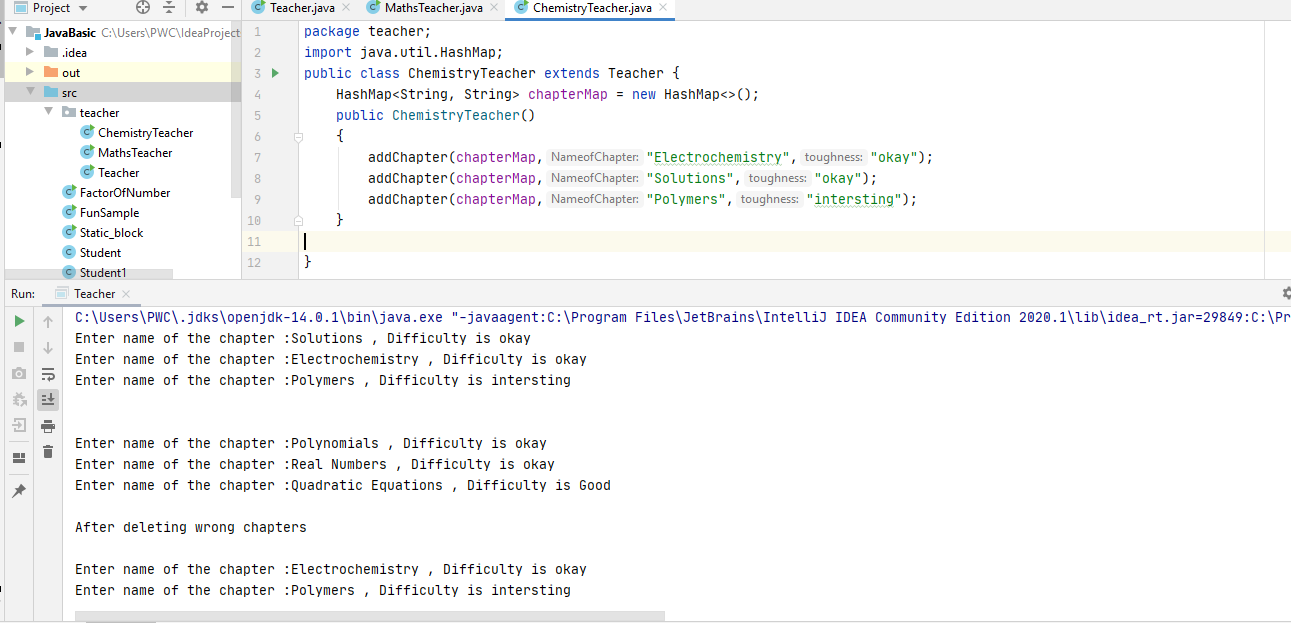 Project
Teacher.java
MathsTeacher.java
ChemistryTeacher.java
JavaBasic C:\Users\PWC\IdeaProject
.idea
out
src
teacher
ChemistryTeacher
MathsTeacher
Teacher
FactorOfNumber
FunSample
Static_block
Student
Student1
1 package teacher;
2 import java.util.HashMap;
3 public class ChemistryTeacher extends Teacher {
4 HashMap<String, String> chapterMap = new HashMap<>();
5 public ChemistryTeacher()
6 {
7 addChapter(chapterMap, NameofChapter: "Electrochemistry", toughness: "okay");
8 addChapter(chapterMap, NameofChapter: "Solutions", toughness: "okay");
9 addChapter(chapterMap, NameofChapter: "Polymers", toughness: "intersting");
10 }
11
12 }
Run: Teacher
C:\Users\PWC\.jdks\openjdk-14.0.1\bin\java.exe "-javaagent:C:\Program Files\JetBrains\IntelliJ IDEA Community Edition 2020.1\lib\idea_rt.jar=29849:C:\Pr
Enter name of the chapter :Solutions , Difficulty is okay
Enter name of the chapter :Electrochemistry , Difficulty is okay
Enter name of the chapter :Polymers , Difficulty is intersting
Enter name of the chapter :Polynomials , Difficulty is okay
Enter name of the chapter :Real Numbers , Difficulty is okay
Enter name of the chapter :Quadratic Equations , Difficulty is Good
After deleting wrong chapters
Enter name of the chapter :Electrochemistry , Difficulty is okay
Enter name of the chapter :Polymers , Difficulty is intersting